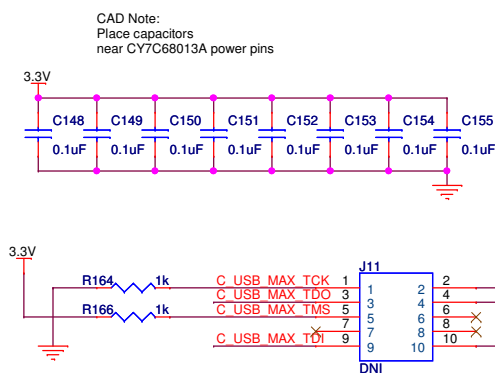 CAD Note:
Place capacitors
near CY7C68013A power pins
3.3V
C148 C149 C150 C151 C152 C153 C154 C155
0.1uF 0.1uF 0.1uF 0.1uF 0.1uF 0.1uF 0.1uF 0.1uF
3.3V
J11
R164 1k C_USB_MAX_TCK 1 1 2 2
C_USB_MAX_TDO 3 3 4 4
R166 1k C_USB_MAX_TMS 5 5 6 6
7 7 8 8
C_USB_MAX_TDI 9 9 10 10
DNI